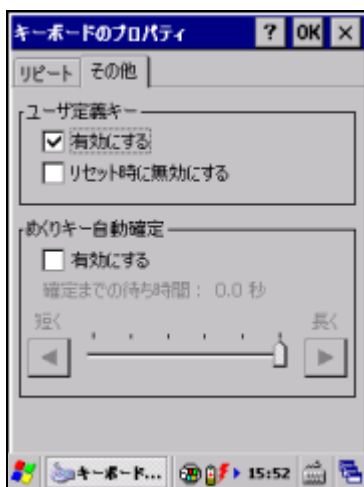 キーボードのプロパティ ? OK ×
リピート その他
ユーザ定義キー
有効にする
リセット時に無効にする
めくりキー自動確定
有効にする
確定までの待ち時間： 0.0 秒
短く 長く
キーボード... 15:52